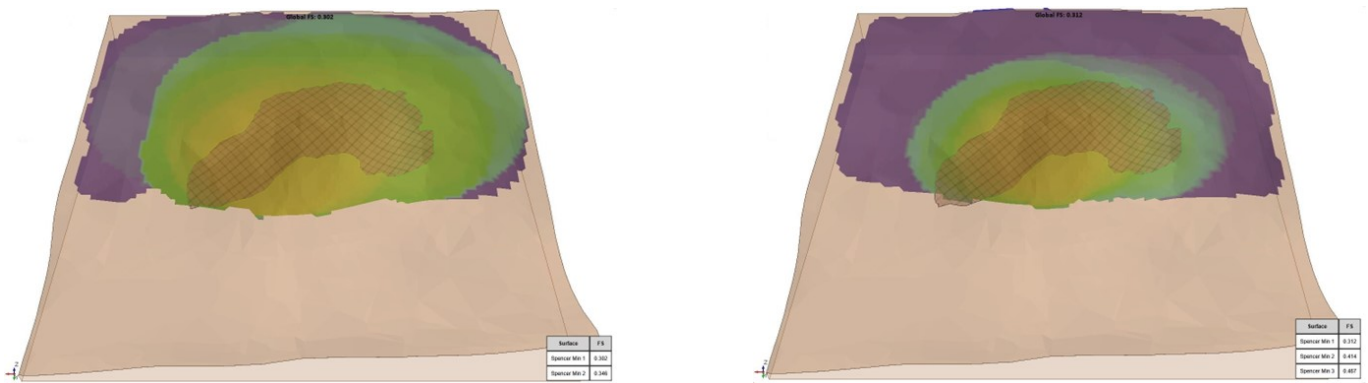 Global FS: 0.302
Surface FS
Spencer Min 1 0.302
Spencer Min 2 0.346
Global FS: 0.312
Surface FS
Spencer Min 1 0.312
Spencer Min 2 0.414
Spencer Min 3 0.487